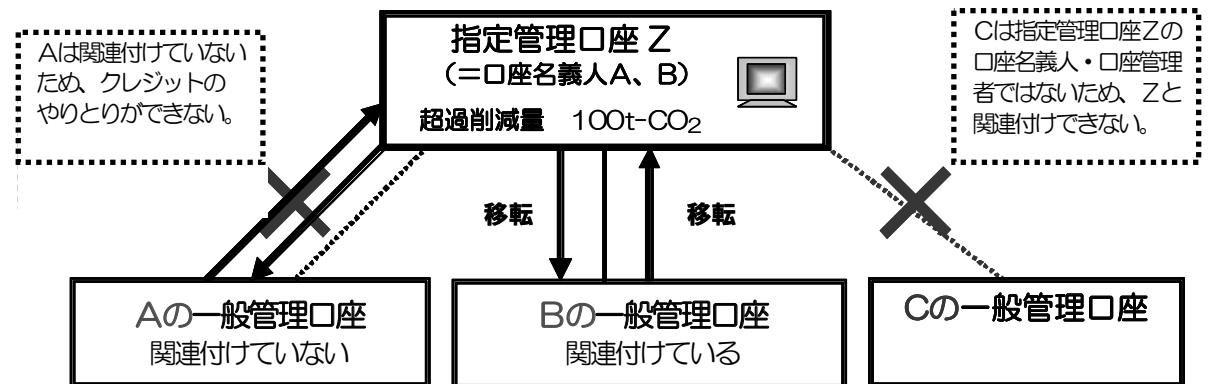 Aは関連付けていない
ため、クレジットの
やりとりができない。
指定管理口座 Z
(=口座名義人A、B)
超過削減量 100t-CO₂
Cは指定管理口座Zの
口座名義人・口座管理
者ではないため、Zと
関連付けできない。
移転
移転
Aの一般管理口座
関連付けていない
Bの一般管理口座
関連付けている
Cの一般管理口座